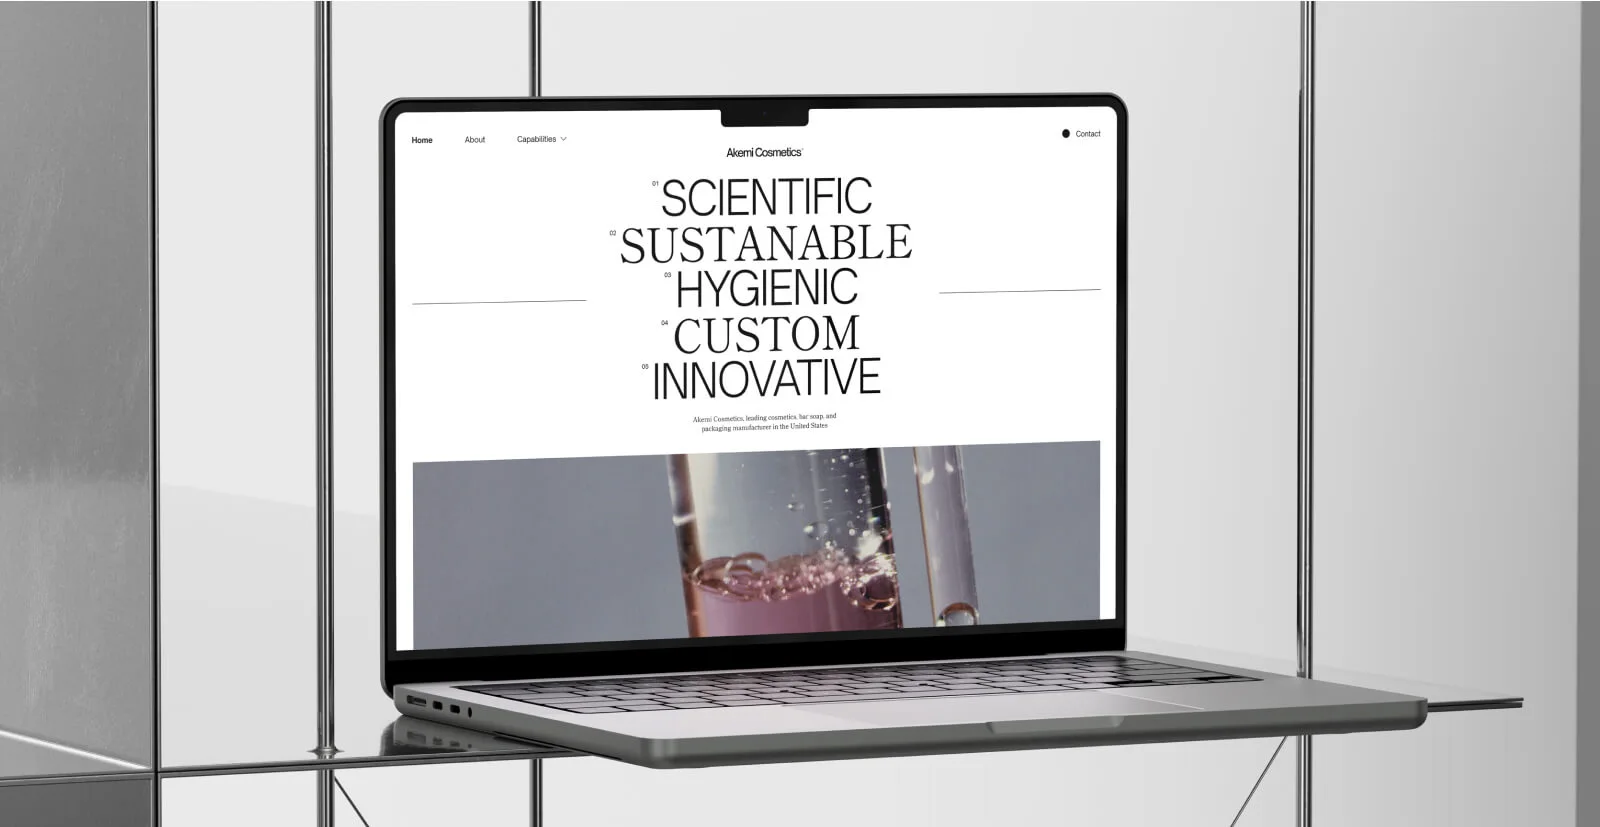 Home About Capabilities Contact
Akemi Cosmetics
01 SCIENTIFIC
02 SUSTANABLE
03 HYGIENIC
04 CUSTOM
05 INNOVATIVE
Akemi Cosmetics, leading cosmetics, bar soap, and
packaging manufacturer in the United States